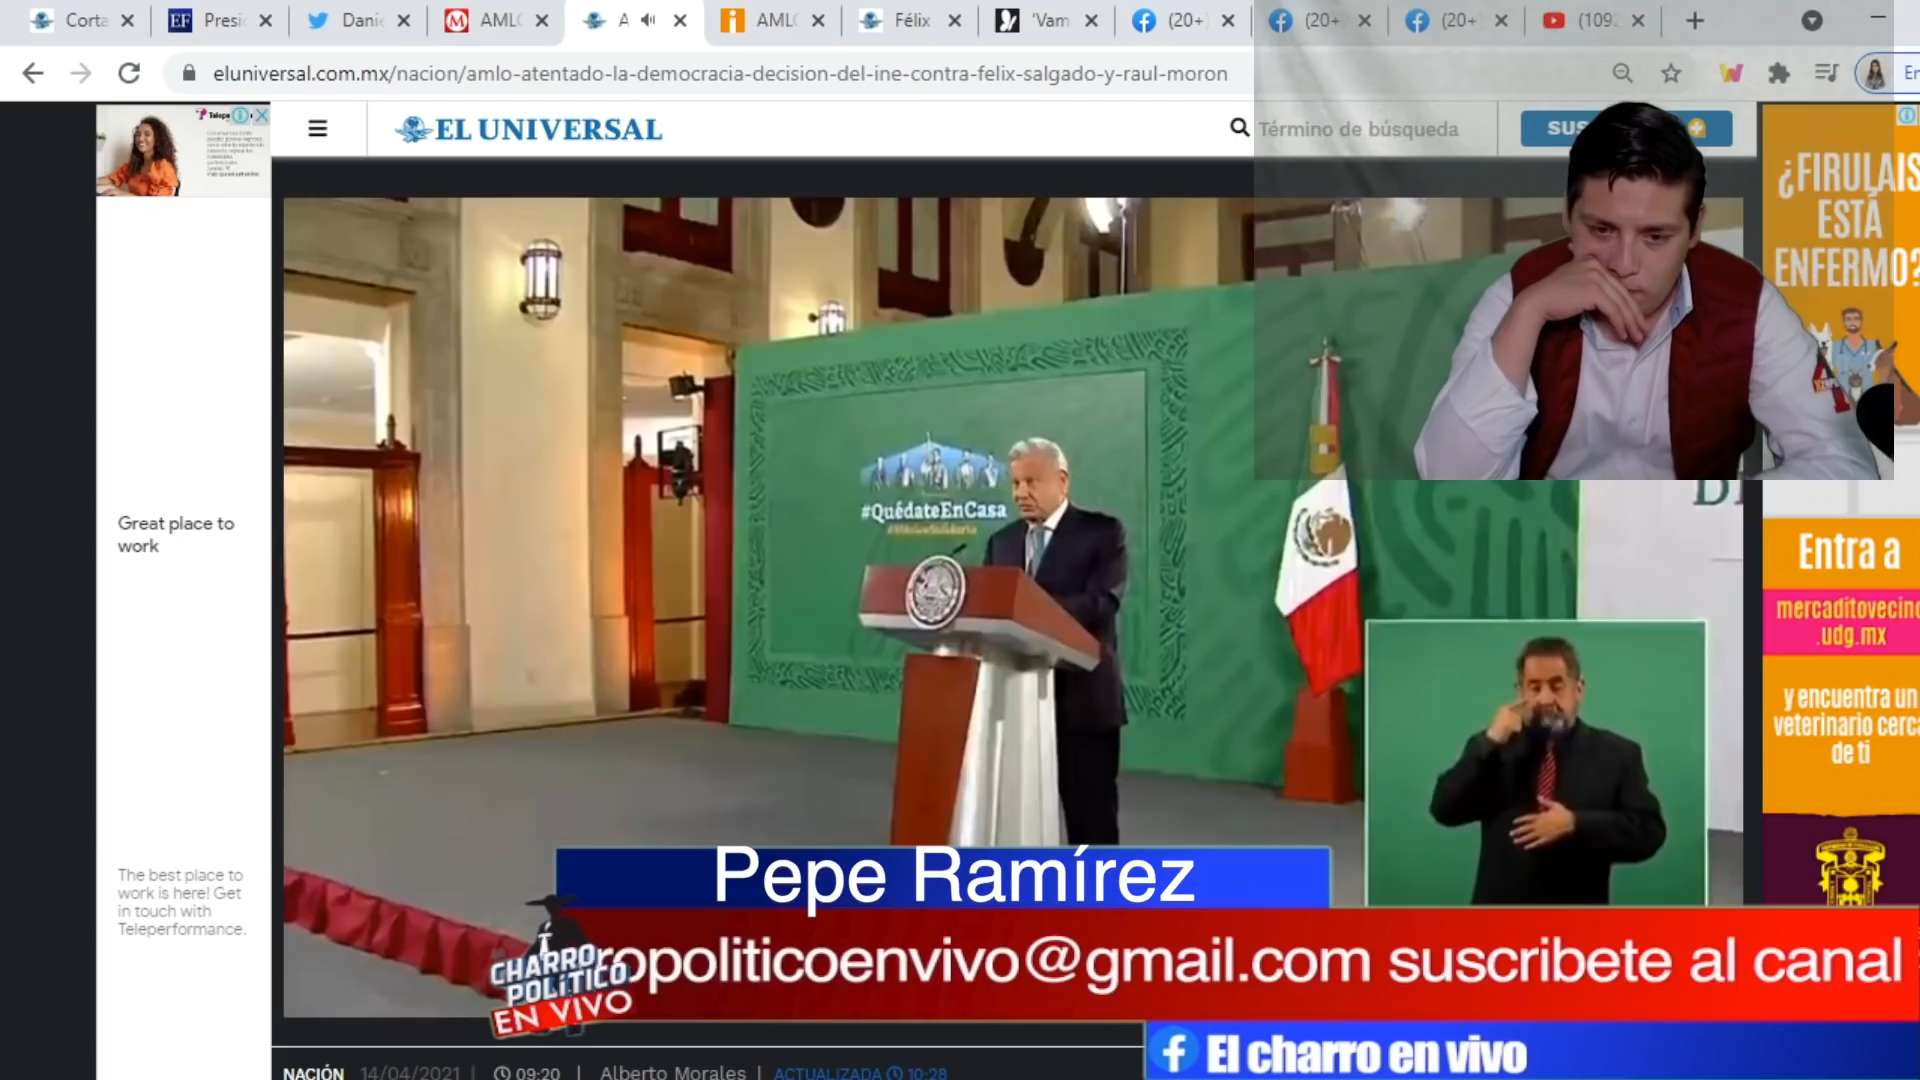 Corta
Presi
Danie
AMLO
A
AMLO
Félix
'Vam
(20+)
(20+
(20+
(109
eluniversal.com.mx/nacion/amlo-atentado-la-democracia-decision-del-ine-contra-felix-salgado-y-raul-moron
En
EL UNIVERSAL
Término de búsqueda
SUS
¿FIRULAIS
ESTÁ
ENFERMO?
#QuédateEnCasa
Great place to
work
Entra a
mercaditovecino
.udg.mx
y encuentra un
veterinario cerca
de ti
The best place to
work is here! Get
in touch with
Teleperformance.
Pepe Ramírez
ropoliticoenvivo@gmail.com suscribete al canal
CHARRO
POLÍTICO
EN VIVO
El charro en vivo
NACIÓN 14/04/2021 | 09:20 | Alberto Morales | ACTUALIZADA 10:28